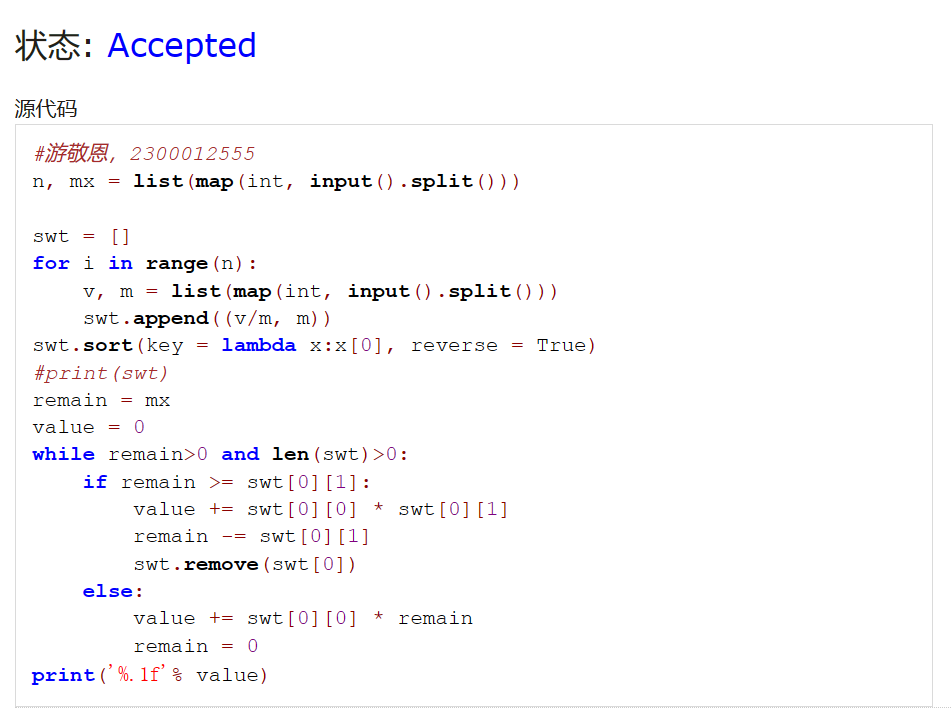 状态: Accepted
源代码
#游敬恩，2300012555
n, mx = list(map(int, input().split()))
swt = []
for i in range(n):
    v, m = list(map(int, input().split()))
    swt.append((v/m, m))
swt.sort(key = lambda x:x[0], reverse = True)
#print(swt)
remain = mx
value = 0
while remain>0 and len(swt)>0:
    if remain >= swt[0][1]:
        value += swt[0][0] * swt[0][1]
        remain -= swt[0][1]
        swt.remove(swt[0])
    else:
        value += swt[0][0] * remain
        remain = 0
print('%.1f'% value)